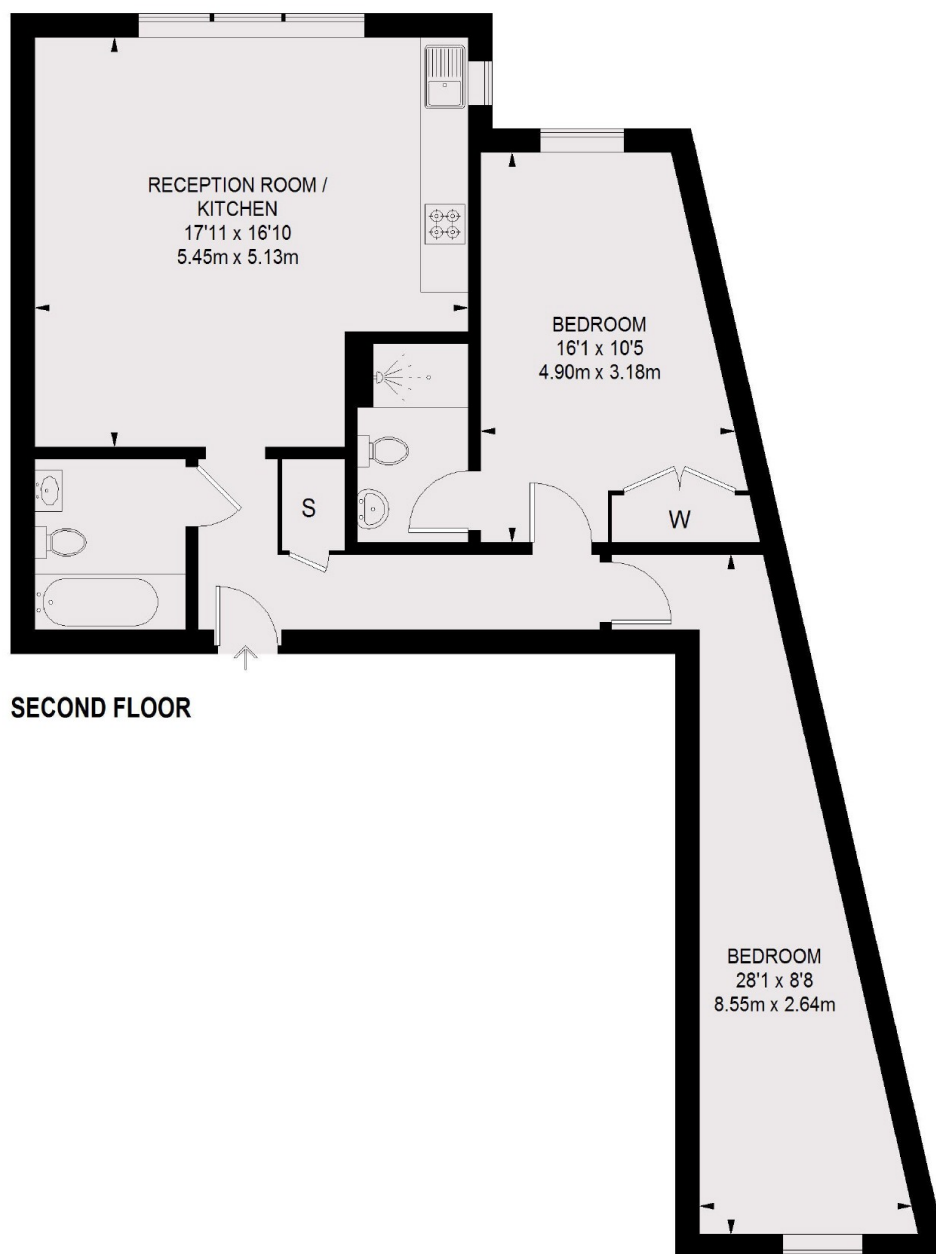 RECEPTION ROOM /
KITCHEN
17'11 x 16'10
5.45m x 5.13m
BEDROOM
16'1 x 10'5
4.90m x 3.18m
S
W
SECOND FLOOR
BEDROOM
28'1 x 8'8
8.55m x 2.64m